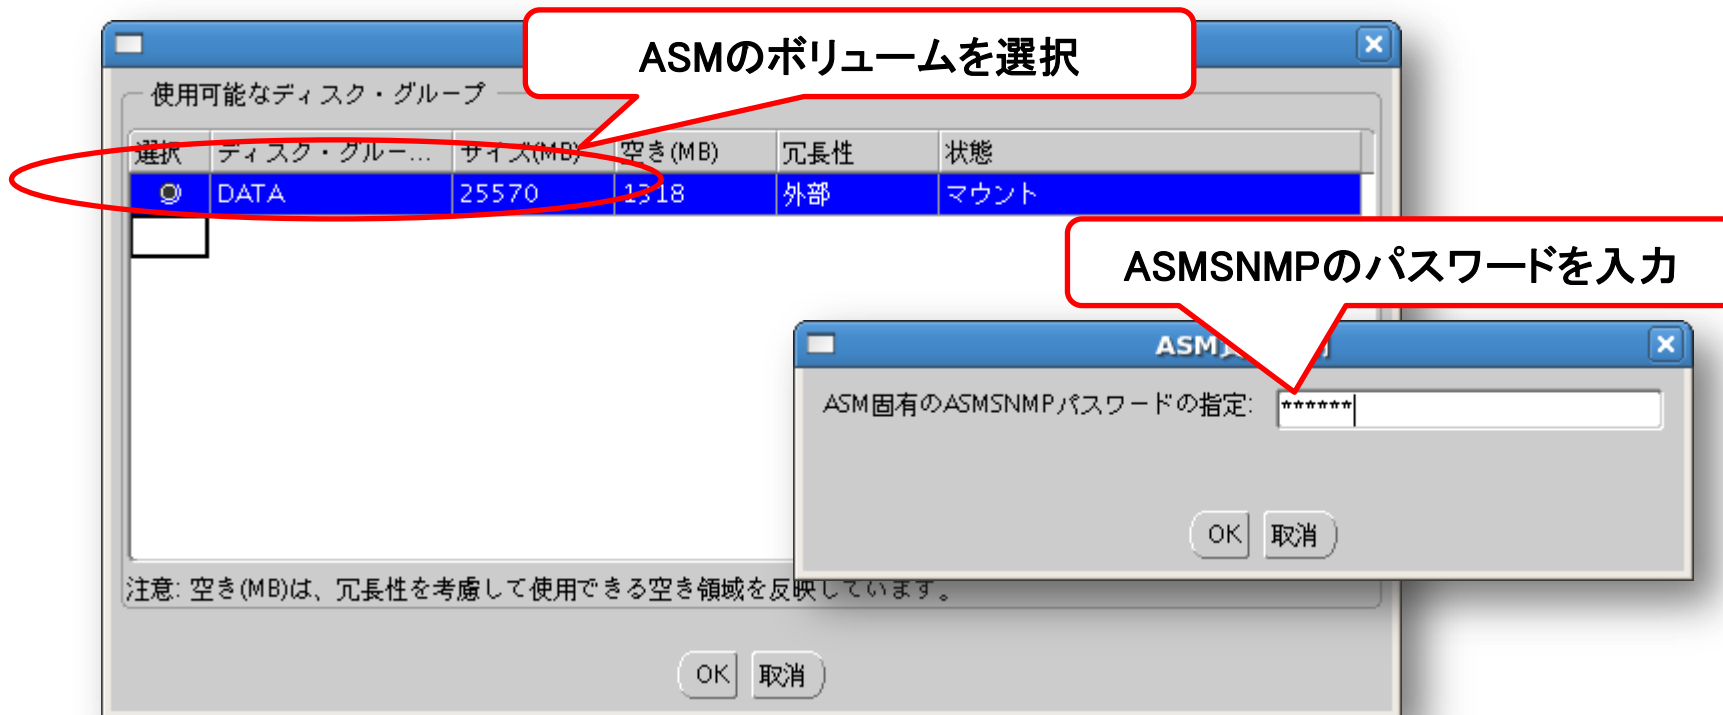 ASMのボリュームを選択
使用可能なディスク・グループ
選択 ディスク・グルー... サイズ(MB) 空き(MB) 冗長性 状態
DATA 25570 1318 外部 マウント
ASMSNMPのパスワードを入力
ASM
ASM固有のASMSNMPパスワードの指定: ******
OK 取消
注意: 空き(MB)は、冗長性を考慮して使用できる空き領域を反映しています。
OK 取消